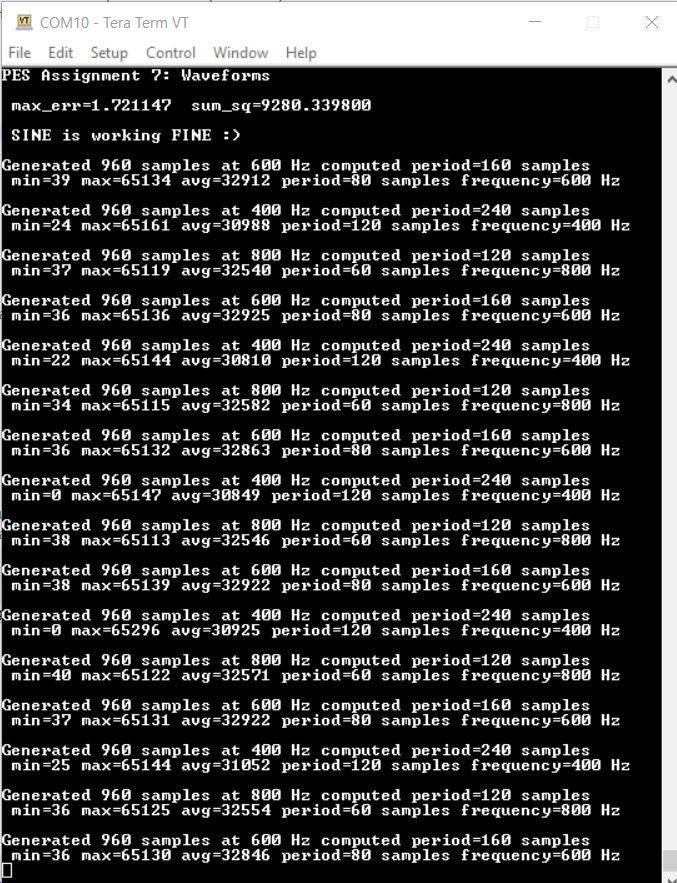 COM10 - Tera Term VT
File Edit Setup Control Window Help
PES Assignment 7: Waveforms
max_err=1.721147 sum_sq=9280.339800
SINE is working FINE :)
Generated 960 samples at 600 Hz computed period=160 samples
min=39 max=65134 avg=32912 period=80 samples frequency=600 Hz
Generated 960 samples at 400 Hz computed period=240 samples
min=24 max=65161 avg=30988 period=120 samples frequency=400 Hz
Generated 960 samples at 800 Hz computed period=120 samples
min=37 max=65119 avg=32540 period=60 samples frequency=800 Hz
Generated 960 samples at 600 Hz computed period=160 samples
min=36 max=65136 avg=32925 period=80 samples frequency=600 Hz
Generated 960 samples at 400 Hz computed period=240 samples
min=22 max=65144 avg=30810 period=120 samples frequency=400 Hz
Generated 960 samples at 800 Hz computed period=120 samples
min=34 max=65115 avg=32582 period=60 samples frequency=800 Hz
Generated 960 samples at 600 Hz computed period=160 samples
min=36 max=65132 avg=32863 period=80 samples frequency=600 Hz
Generated 960 samples at 400 Hz computed period=240 samples
min=0 max=65147 avg=30849 period=120 samples frequency=400 Hz
Generated 960 samples at 800 Hz computed period=120 samples
min=38 max=65113 avg=32546 period=60 samples frequency=800 Hz
Generated 960 samples at 600 Hz computed period=160 samples
min=38 max=65139 avg=32922 period=80 samples frequency=600 Hz
Generated 960 samples at 400 Hz computed period=240 samples
min=0 max=65296 avg=30925 period=120 samples frequency=400 Hz
Generated 960 samples at 800 Hz computed period=120 samples
min=40 max=65122 avg=32571 period=60 samples frequency=800 Hz
Generated 960 samples at 600 Hz computed period=160 samples
min=37 max=65131 avg=32922 period=80 samples frequency=600 Hz
Generated 960 samples at 400 Hz computed period=240 samples
min=25 max=65144 avg=31052 period=120 samples frequency=400 Hz
Generated 960 samples at 800 Hz computed period=120 samples
min=36 max=65125 avg=32554 period=60 samples frequency=800 Hz
Generated 960 samples at 600 Hz computed period=160 samples
min=36 max=65130 avg=32846 period=80 samples frequency=600 Hz